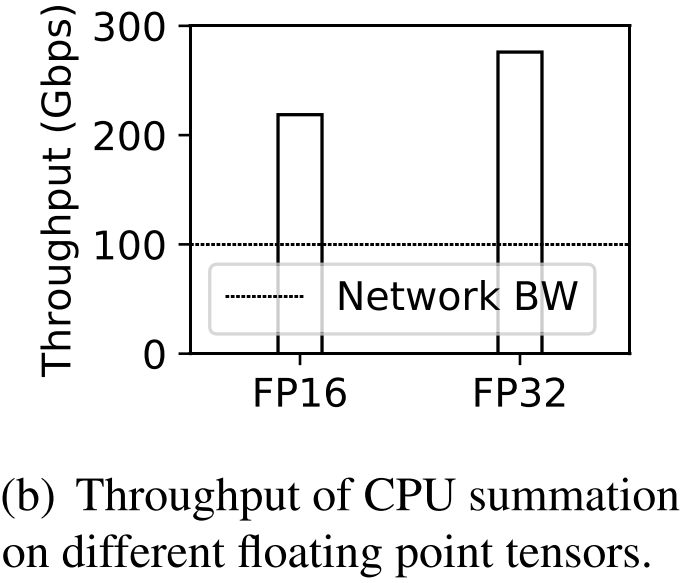 Throughput (Gbps)
300
200
100
0
Network BW
FP16 FP32
(b) Throughput of CPU summation
on different floating point tensors.